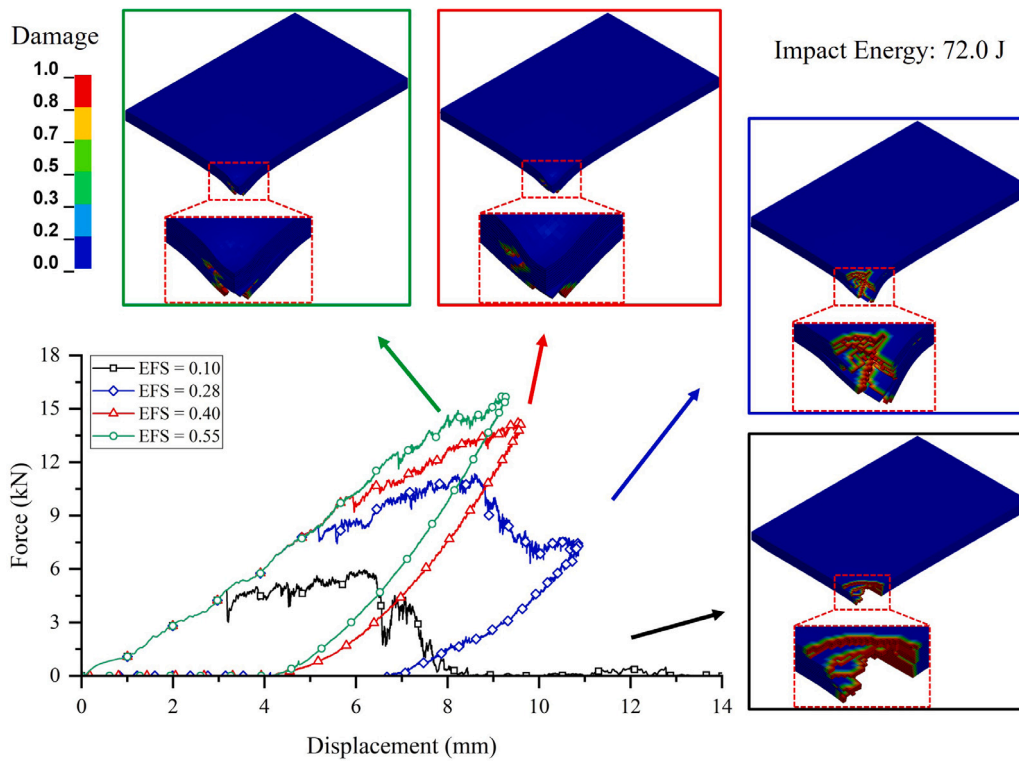 Damage
1.0
0.8
0.7
0.5
0.3
0.2
0.0
Impact Energy: 72.0 J
EFS = 0.10
EFS = 0.28
EFS = 0.40
EFS = 0.55
Force (kN)
18
15
12
9
6
3
0
0 2 4 6 8 10 12 14
Displacement (mm)